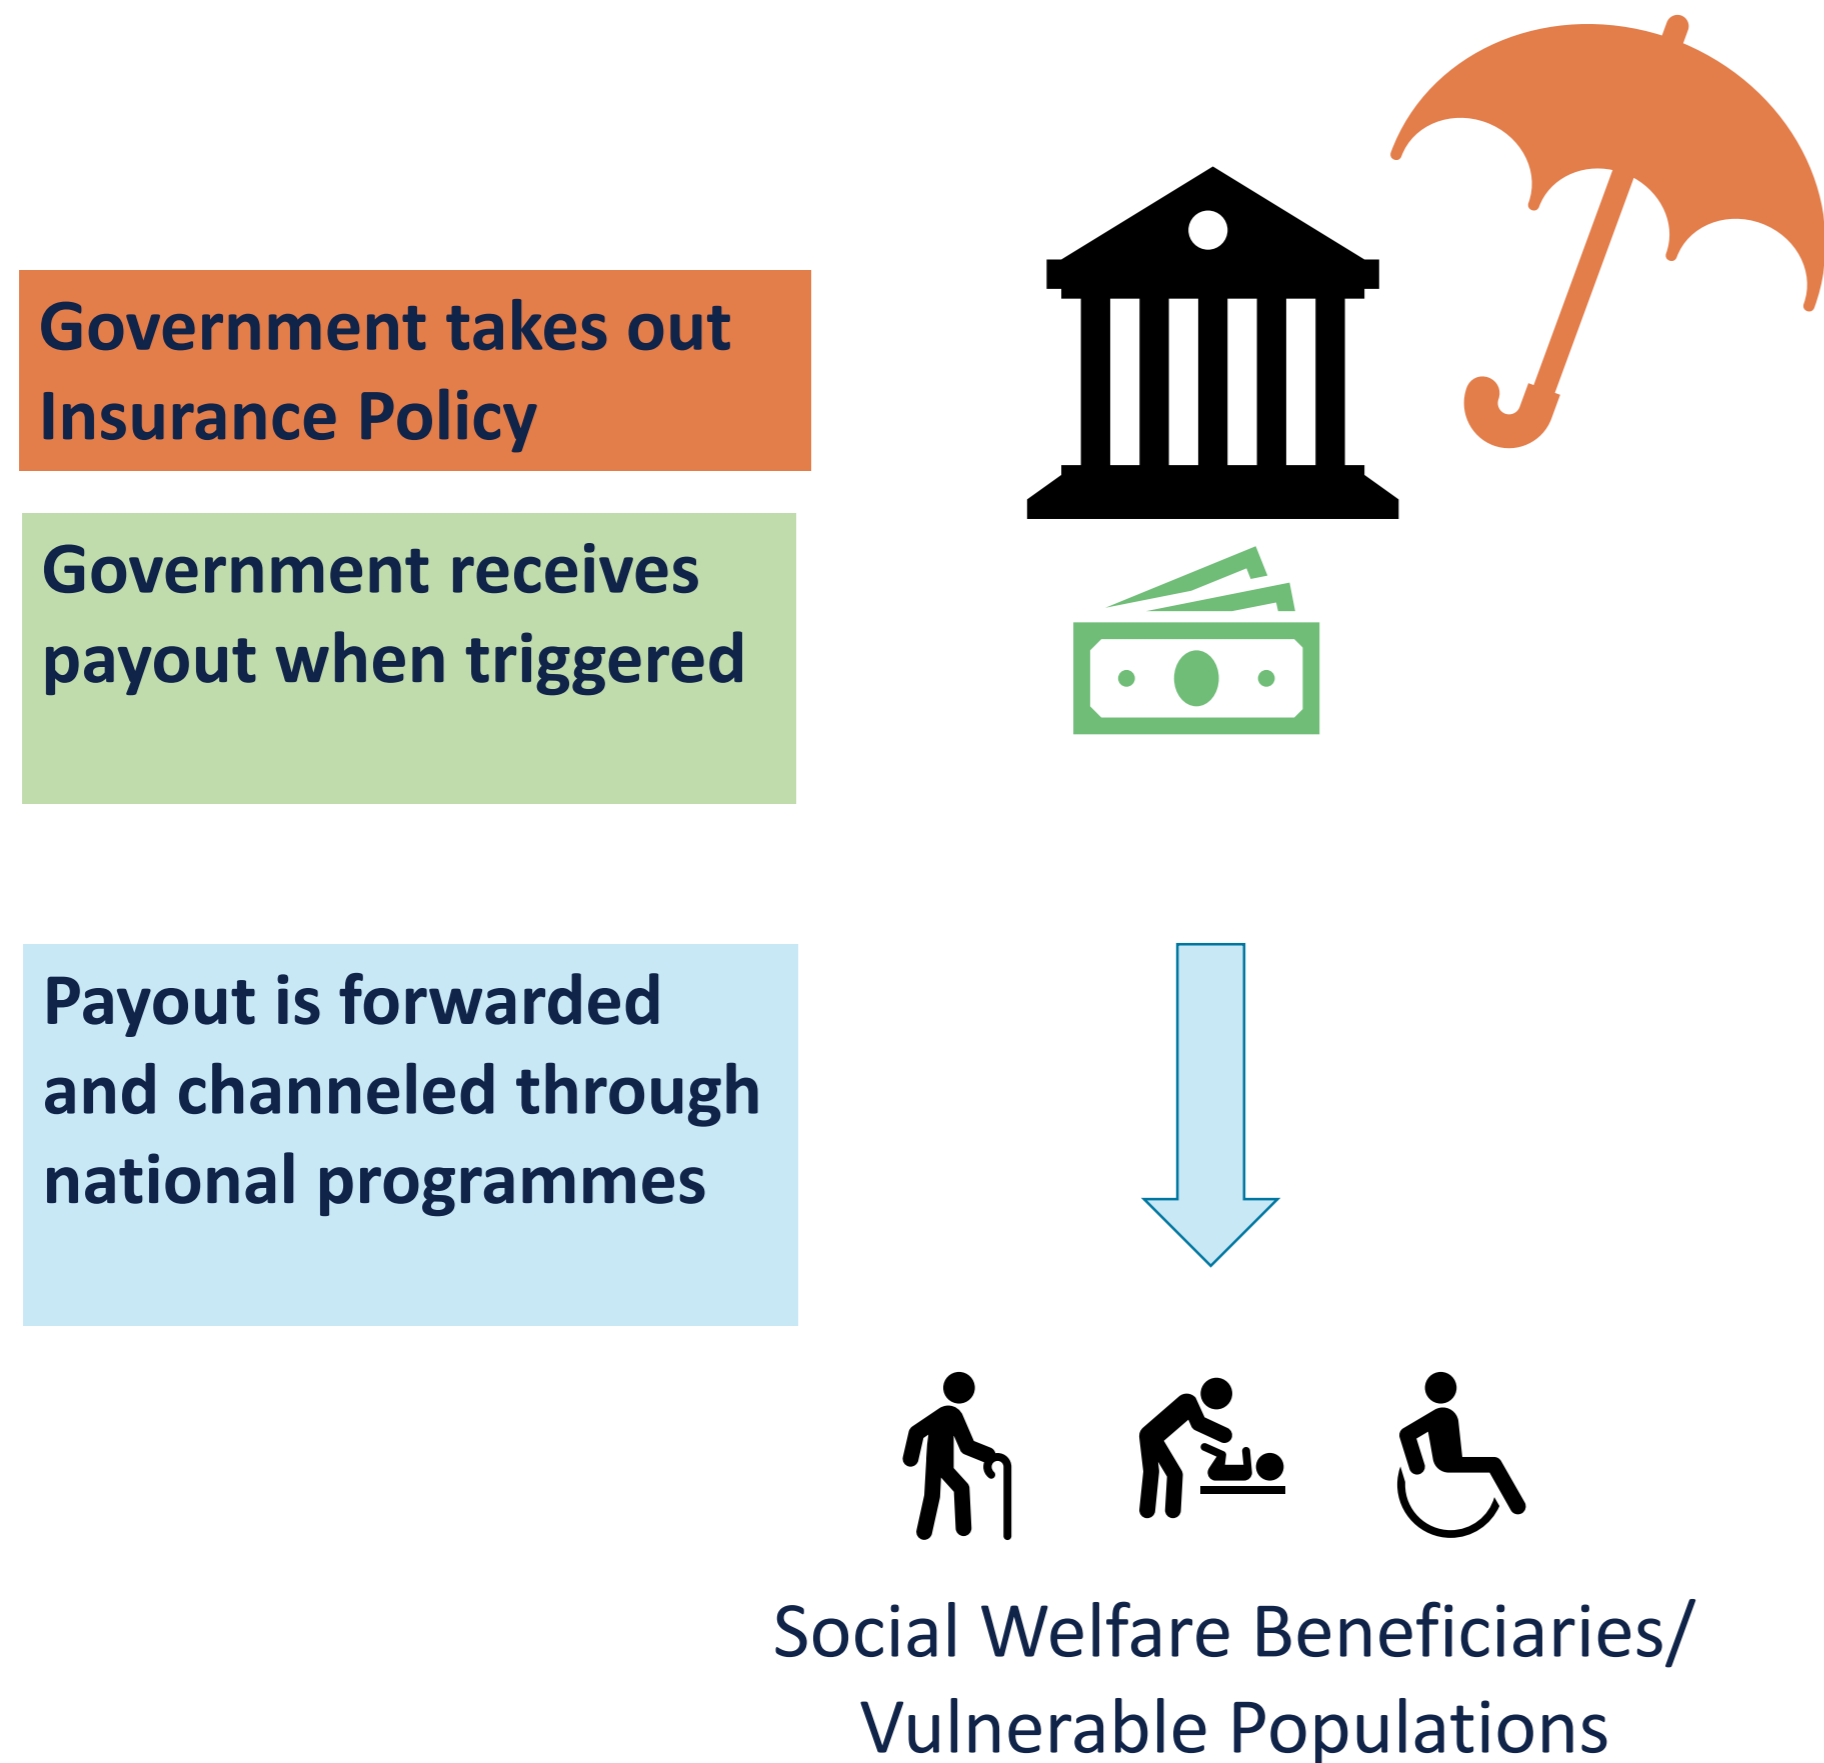 Government takes out
Insurance Policy
Government receives
payout when triggered
Payout is forwarded
and channeled through
national programmes
Social Welfare Beneficiaries/
Vulnerable Populations